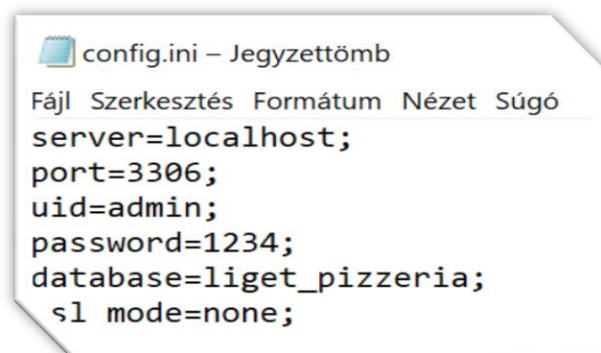 config.ini – Jegyzettömb
Fájl Szerkesztés Formátum Nézet Súgó
server=localhost;
port=3306;
uid=admin;
password=1234;
database=liget_pizzeria;
sl mode=none;